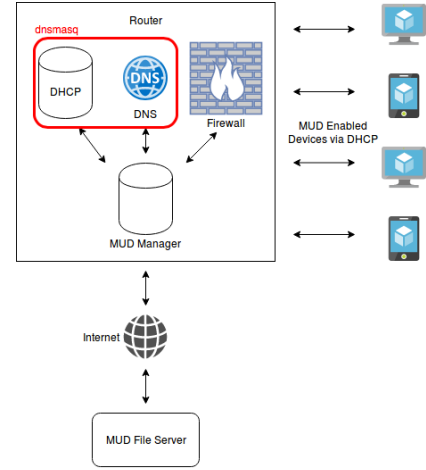 Router
dnsmasq
DHCP
DNS
DNS
Firewall
MUD Enabled
Devices via DHCP
MUD Manager
Internet
MUD File Server